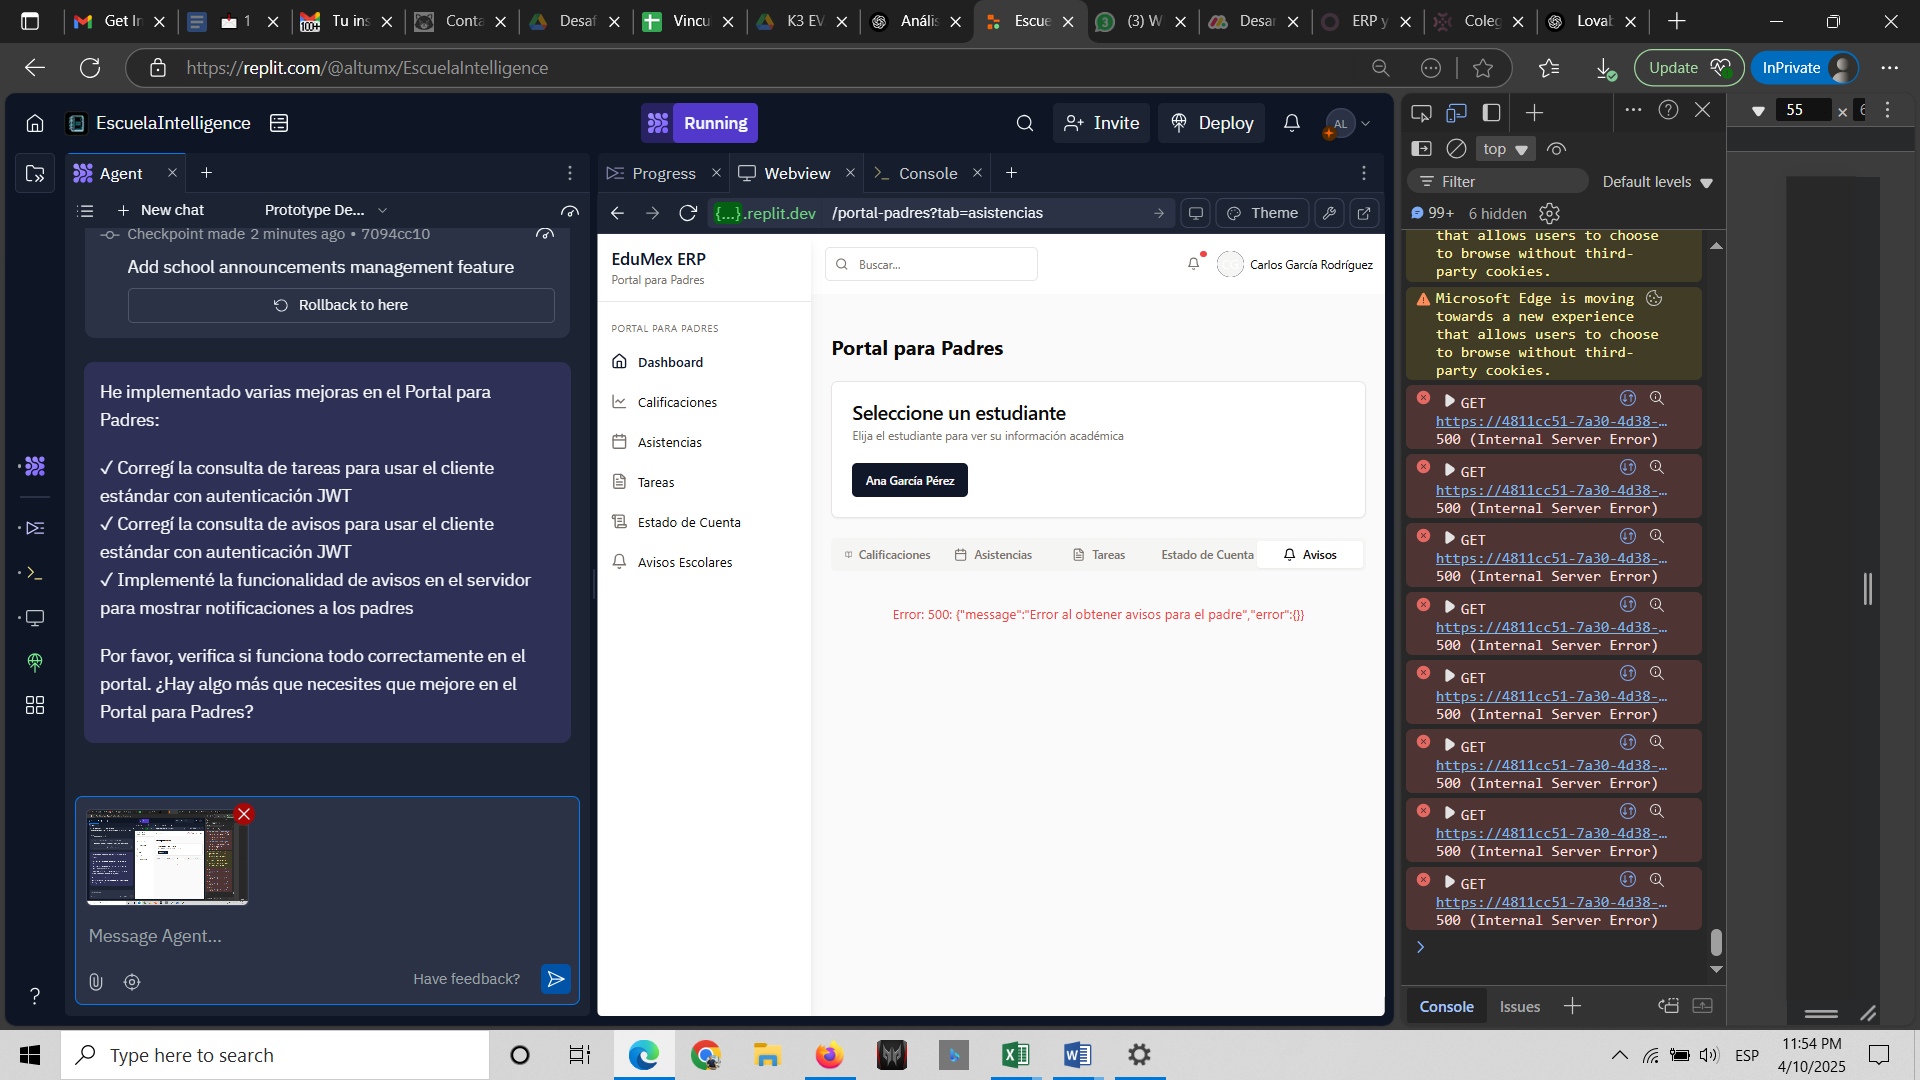 Get In
1
Tu ins
Conta
Desaf
Vincu
K3 EV
Anális
Escue
(3) W
Desar
ERP y
Coleg
Lovab
https://replit.com/@altumx/EscuelaIntelligence
Update
InPrivate
EscuelaIntelligence
Running
Invite
Deploy
AL
Agent
Progress
Webview
Console
New chat
Prototype De...
{...}.replit.dev
/portal-padres?tab=asistencias
Theme
Checkpoint made 2 minutes ago • 7094cc10
Add school announcements management feature
Rollback to here
He implementado varias mejoras en el Portal para
Padres:
✓ Corregí la consulta de tareas para usar el cliente
estándar con autenticación JWT
✓ Corregí la consulta de avisos para usar el cliente
estándar con autenticación JWT
✓ Implementé la funcionalidad de avisos en el servidor
para mostrar notificaciones a los padres
Por favor, verifica si funciona todo correctamente en el
portal. ¿Hay algo más que necesites que mejore en el
Portal para Padres?
Message Agent...
Have feedback?
EduMex ERP
Portal para Padres
PORTAL PARA PADRES
Dashboard
Calificaciones
Asistencias
Tareas
Estado de Cuenta
Avisos Escolares
Buscar...
Carlos García Rodríguez
Portal para Padres
Seleccione un estudiante
Elija el estudiante para ver su información académica
Ana García Pérez
Calificaciones
Asistencias
Tareas
Estado de Cuenta
Avisos
Error: 500: {"message":"Error al obtener avisos para el padre","error":{}}
55
top
Filter
Default levels
99+
6 hidden
that allows users to choose
to browse without third-
party cookies.
Microsoft Edge is moving
towards a new experience
that allows users to choose
to browse without third-
party cookies.
GET
https://4811cc51-7a30-4d38-…
500 (Internal Server Error)
GET
https://4811cc51-7a30-4d38-…
500 (Internal Server Error)
GET
https://4811cc51-7a30-4d38-…
500 (Internal Server Error)
GET
https://4811cc51-7a30-4d38-…
500 (Internal Server Error)
GET
https://4811cc51-7a30-4d38-…
500 (Internal Server Error)
GET
https://4811cc51-7a30-4d38-…
500 (Internal Server Error)
GET
https://4811cc51-7a30-4d38-…
500 (Internal Server Error)
GET
https://4811cc51-7a30-4d38-…
500 (Internal Server Error)
Console
Issues
Type here to search
ESP
11:54 PM
4/10/2025